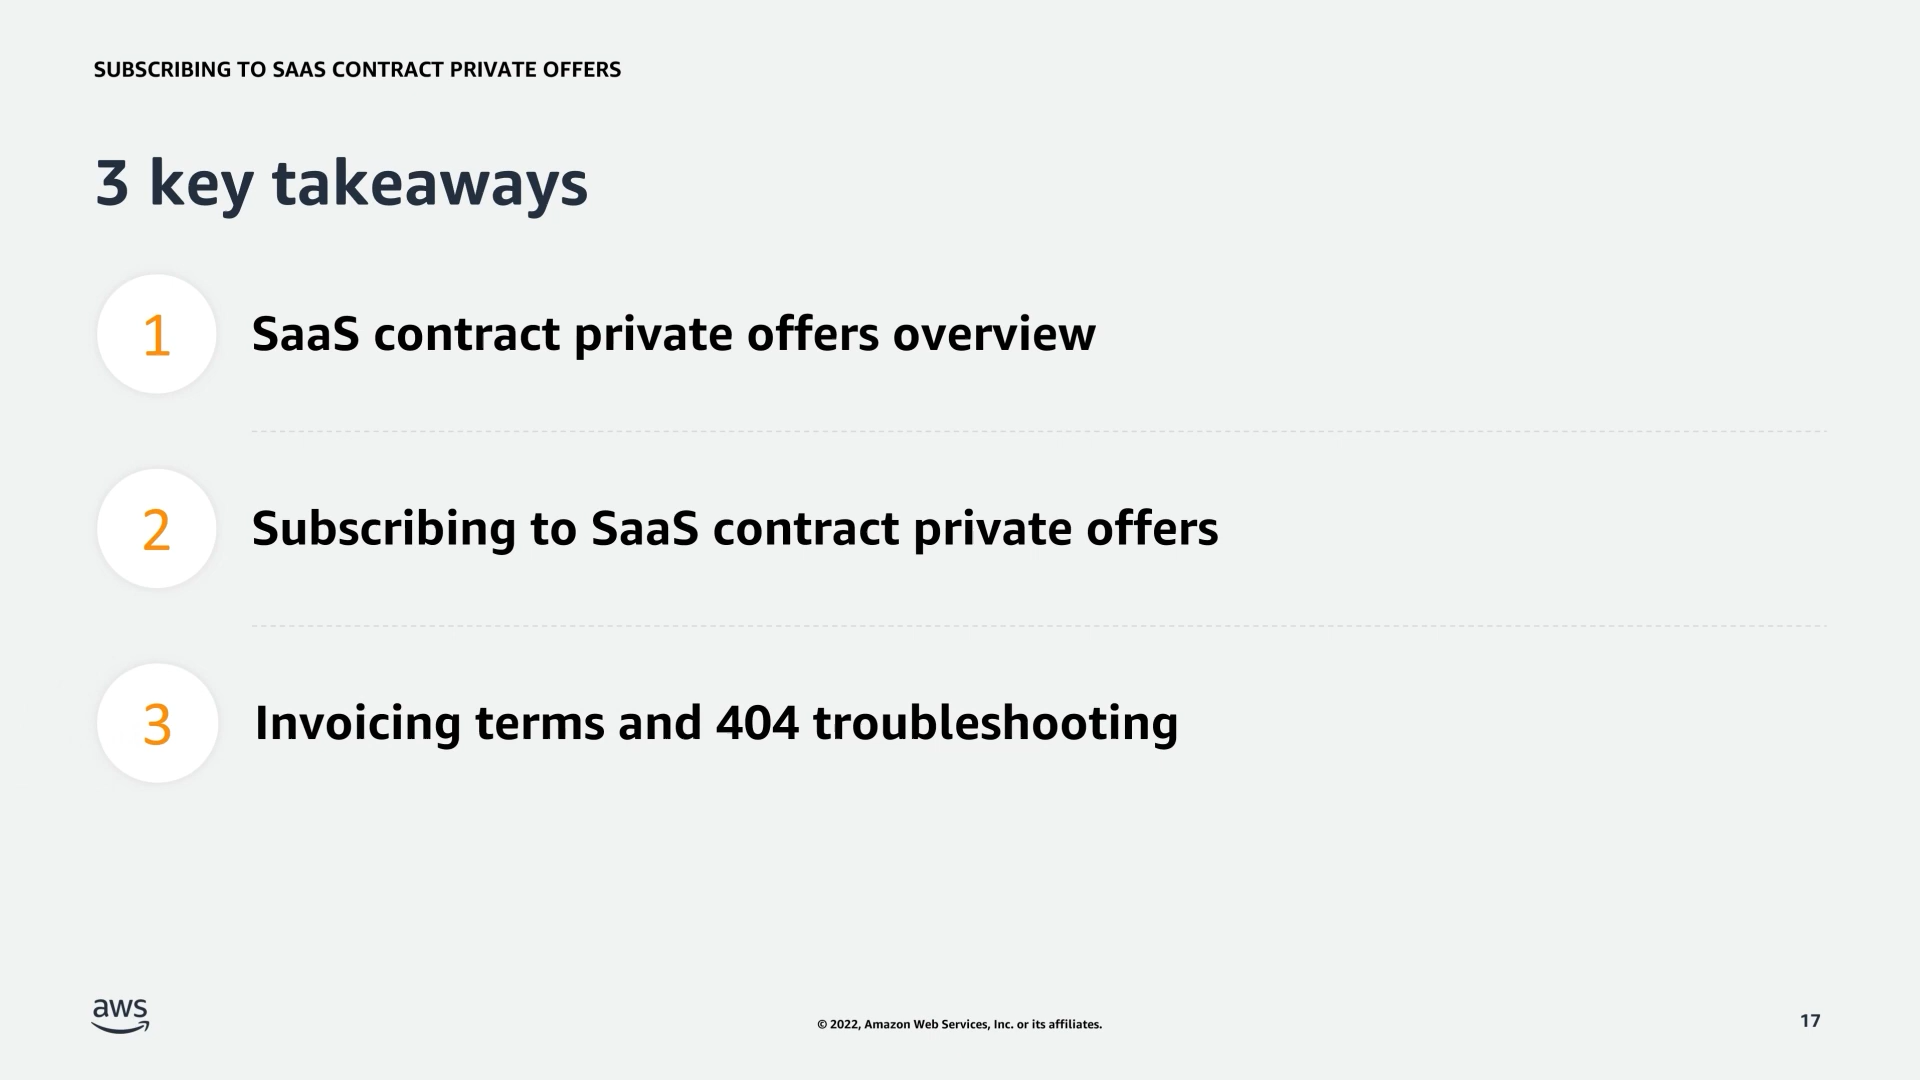 SUBSCRIBING TO SAAS CONTRACT PRIVATE OFFERS
3 key takeaways
1 SaaS contract private offers overview
2 Subscribing to SaaS contract private offers
3 Invoicing terms and 404 troubleshooting
aws
© 2022, Amazon Web Services, Inc. or its affiliates.
17